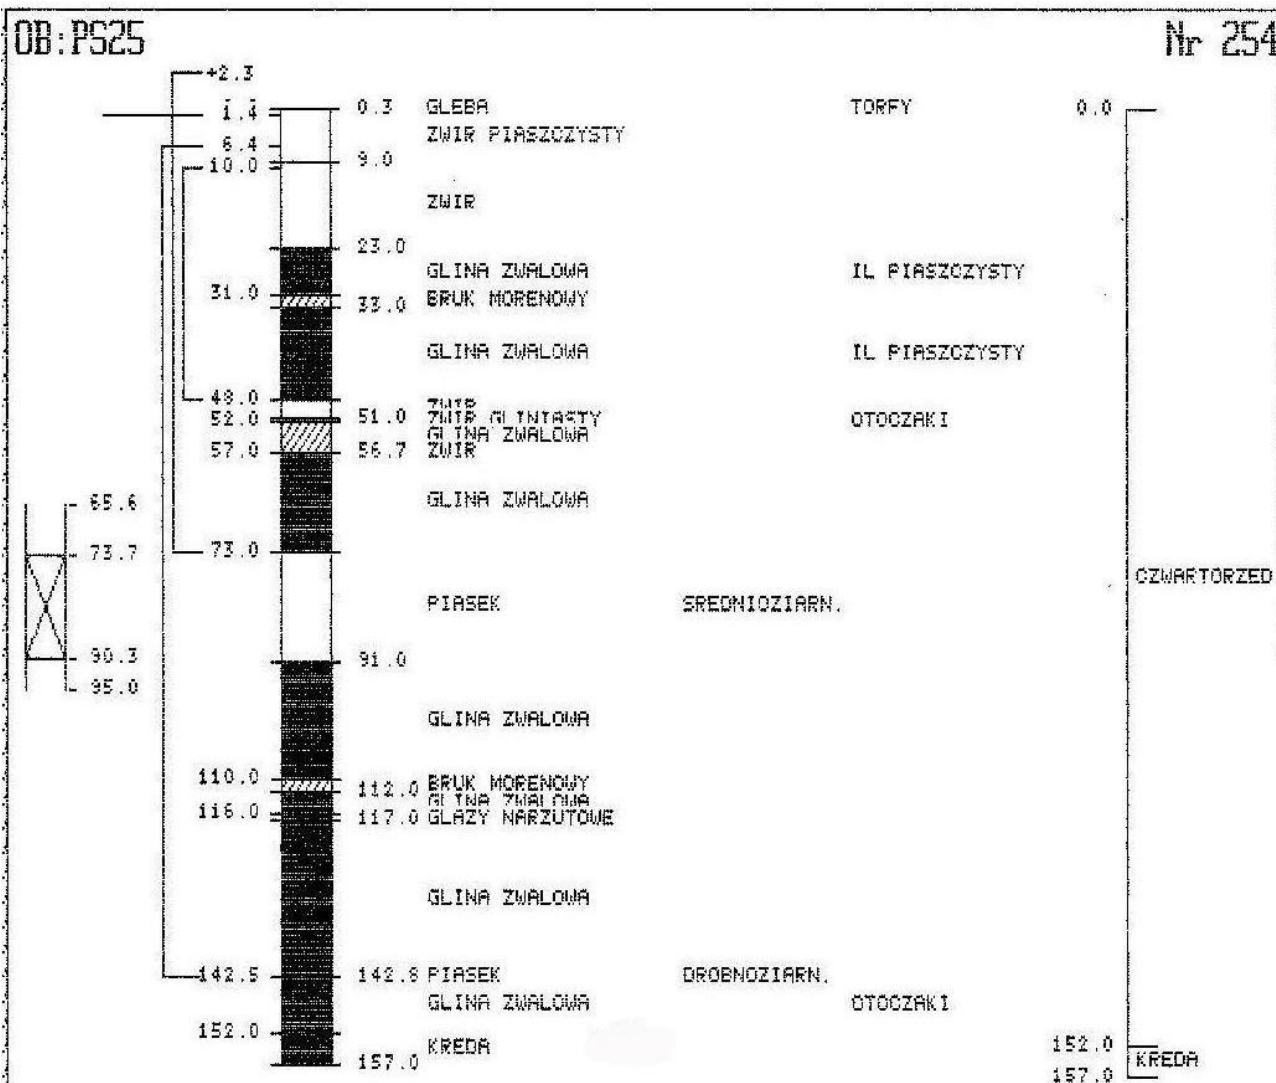 OB:PS25 Nr 254
+2.3
1.4 0.3 GLEBA TORFY 0.0
ZWIR PIASZCZYSTY
6.4
10.0 9.0
ZWIR
23.0
GLINA ZWALOWA IL PIASZCZYSTY
31.0 33.0 BRUK MORENOWY
GLINA ZWALOWA IL PIASZCZYSTY
48.0 ZWIR
52.0 51.0 ZWIR GLINIASTY OTOCZAKI
GLINA ZWALOWA
57.0 56.7 ZWIR
GLINA ZWALOWA
65.6
73.7 73.0
CZWARTORZED
PIASEK SREDNIOZIARN.
90.3 91.0
95.0
GLINA ZWALOWA
110.0 112.0 BRUK MORENOWY
GLINA ZWALOWA
116.0 117.0 GLAZY NARZUTOWE
GLINA ZWALOWA
142.5 142.8 PIASEK DROBNOZIARN.
GLINA ZWALOWA OTOCZAKI
152.0 KREDA 152.0
KREDA
157.0 157.0